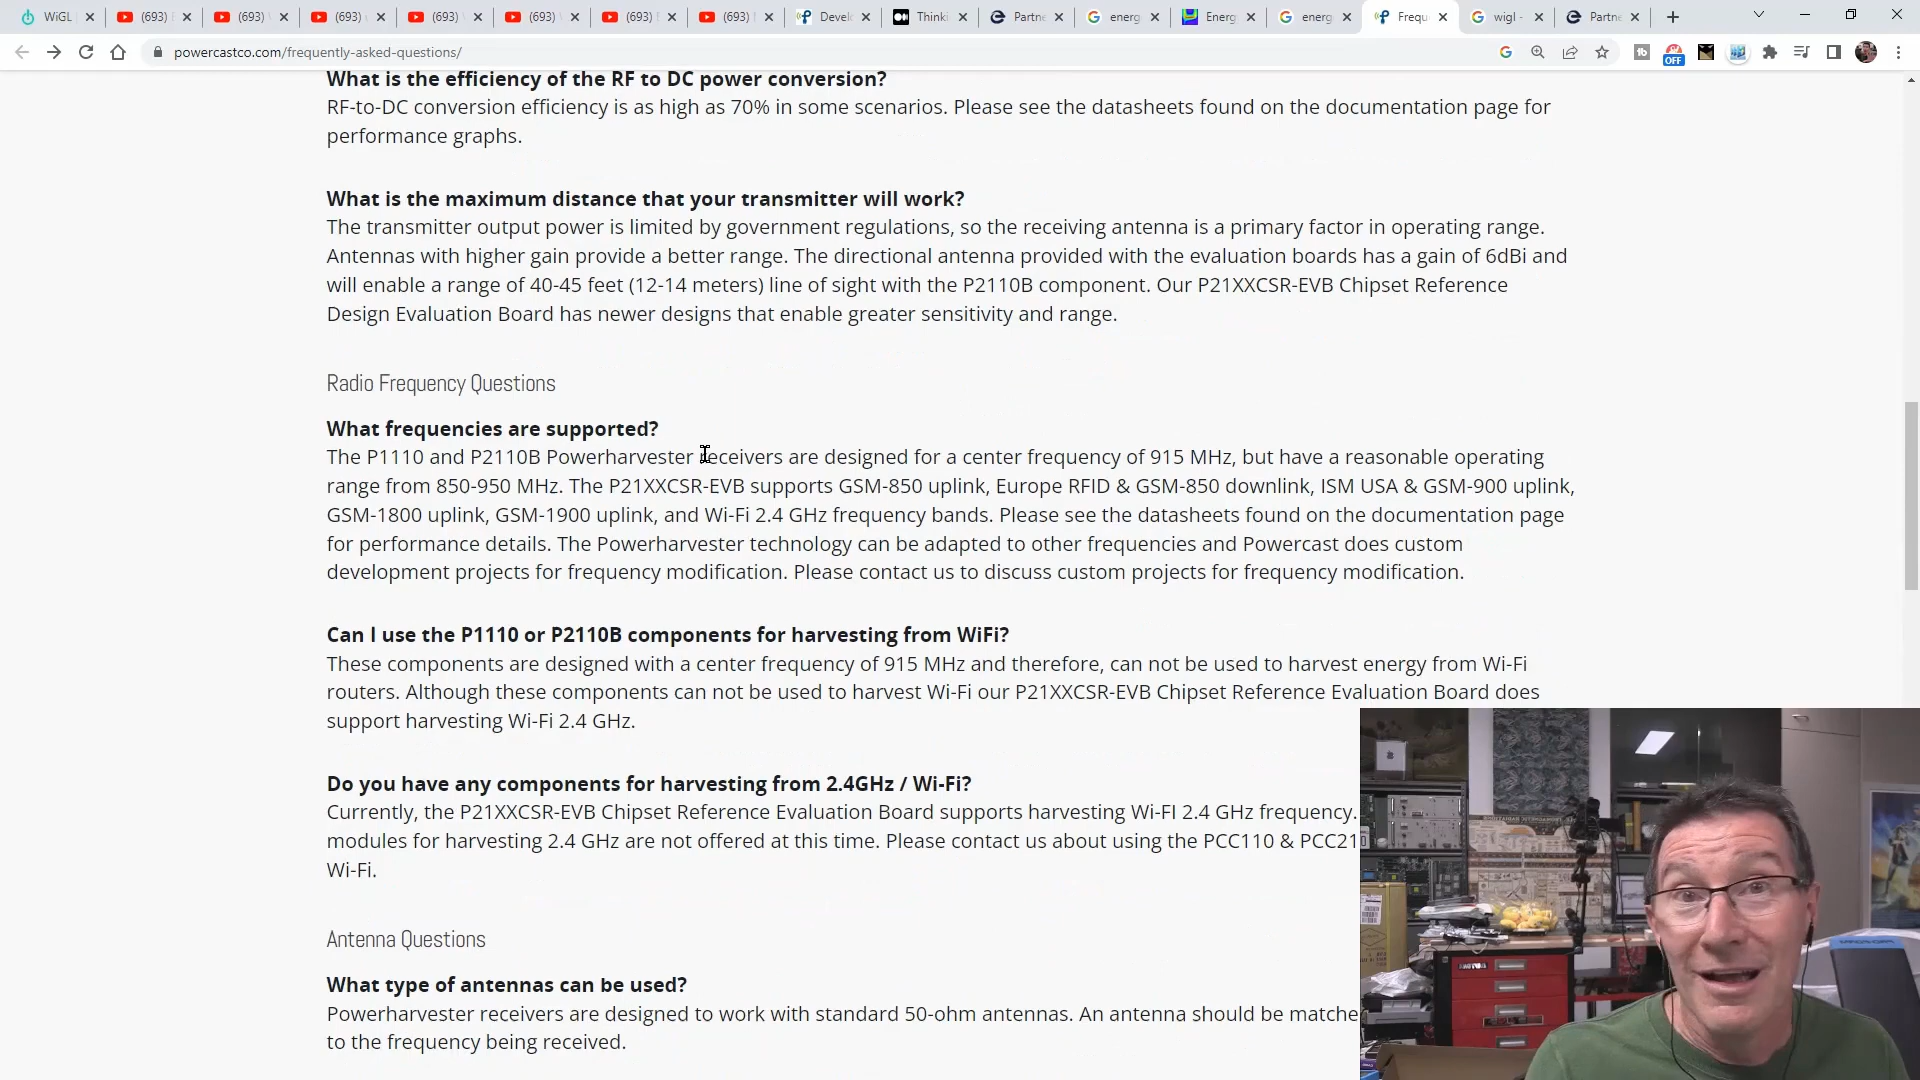 WiGL
(693)
(693)
(693)
(693)
(693)
(693)
(693)
Develo
Thinki
Partne
energ
Energ
energ
Frequ
wigl -
Partne
powercastco.com/frequently-asked-questions/
OFF
What is the efficiency of the RF to DC power conversion?
RF-to-DC conversion efficiency is as high as 70% in some scenarios. Please see the datasheets found on the documentation page for
performance graphs.
What is the maximum distance that your transmitter will work?
The transmitter output power is limited by government regulations, so the receiving antenna is a primary factor in operating range.
Antennas with higher gain provide a better range. The directional antenna provided with the evaluation boards has a gain of 6dBi and
will enable a range of 40-45 feet (12-14 meters) line of sight with the P2110B component. Our P21XXCSR-EVB Chipset Reference
Design Evaluation Board has newer designs that enable greater sensitivity and range.
Radio Frequency Questions
What frequencies are supported?
The P1110 and P2110B Powerharvester receivers are designed for a center frequency of 915 MHz, but have a reasonable operating
range from 850-950 MHz. The P21XXCSR-EVB supports GSM-850 uplink, Europe RFID & GSM-850 downlink, ISM USA & GSM-900 uplink,
GSM-1800 uplink, GSM-1900 uplink, and Wi-Fi 2.4 GHz frequency bands. Please see the datasheets found on the documentation page
for performance details. The Powerharvester technology can be adapted to other frequencies and Powercast does custom
development projects for frequency modification. Please contact us to discuss custom projects for frequency modification.
Can I use the P1110 or P2110B components for harvesting from WiFi?
These components are designed with a center frequency of 915 MHz and therefore, can not be used to harvest energy from Wi-Fi
routers. Although these components can not be used to harvest Wi-Fi our P21XXCSR-EVB Chipset Reference Evaluation Board does
support harvesting Wi-Fi 2.4 GHz.
Do you have any components for harvesting from 2.4GHz / Wi-Fi?
Currently, the P21XXCSR-EVB Chipset Reference Evaluation Board supports harvesting Wi-FI 2.4 GHz frequency.
modules for harvesting 2.4 GHz are not offered at this time. Please contact us about using the PCC110 & PCC21
Wi-Fi.
Antenna Questions
What type of antennas can be used?
Powerharvester receivers are designed to work with standard 50-ohm antennas. An antenna should be matche
to the frequency being received.